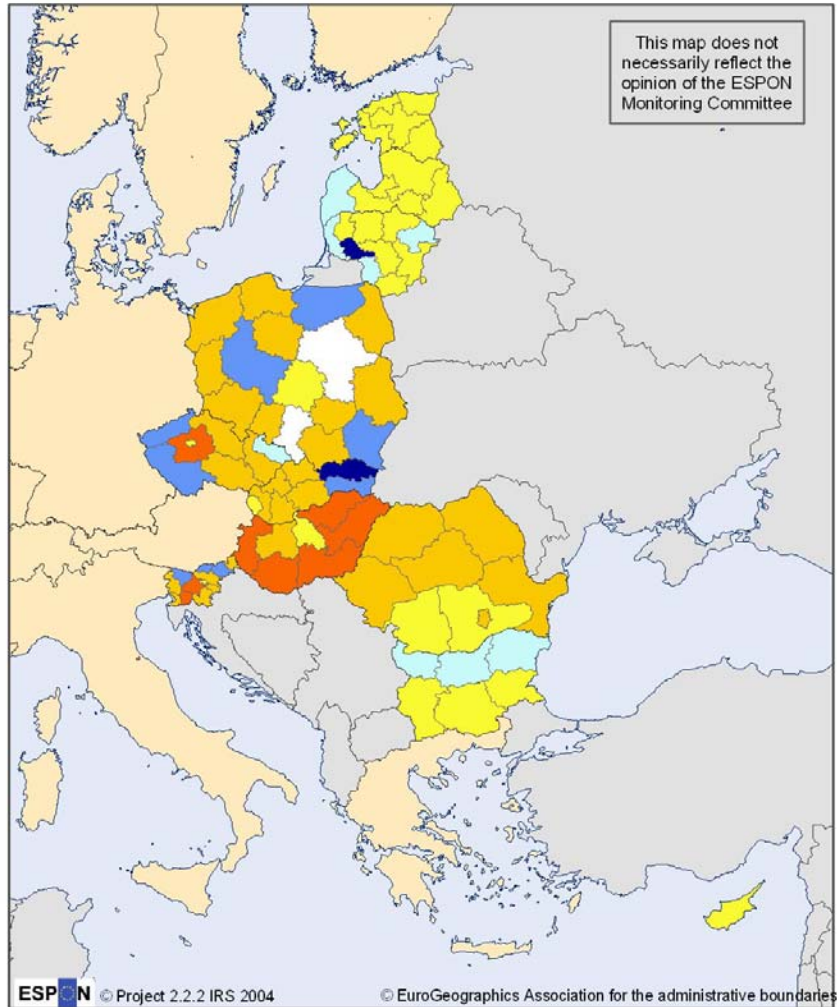 This map does not
necessarily reflect the
opinion of the ESPON
Monitoring Committee
ESPON © Project 2.2.2 IRS 2004
© EuroGeographics Association for the administrative boundaries